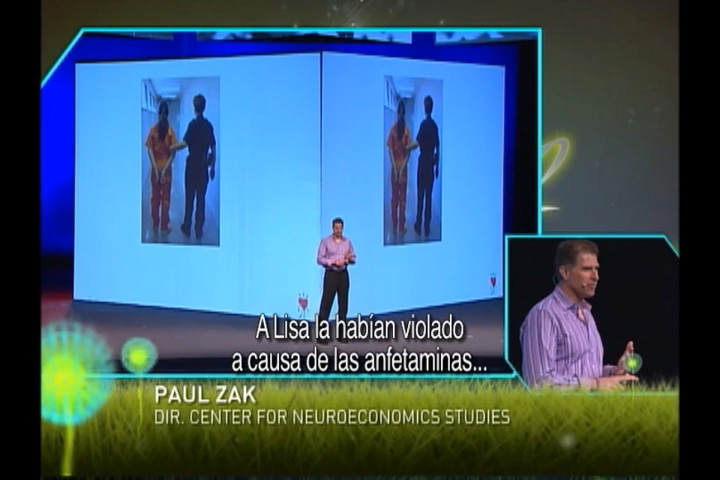 A Lisa la habían violado
a causa de las anfetaminas...
PAUL ZAK
DIR. CENTER FOR NEUROECONOMICS STUDIES